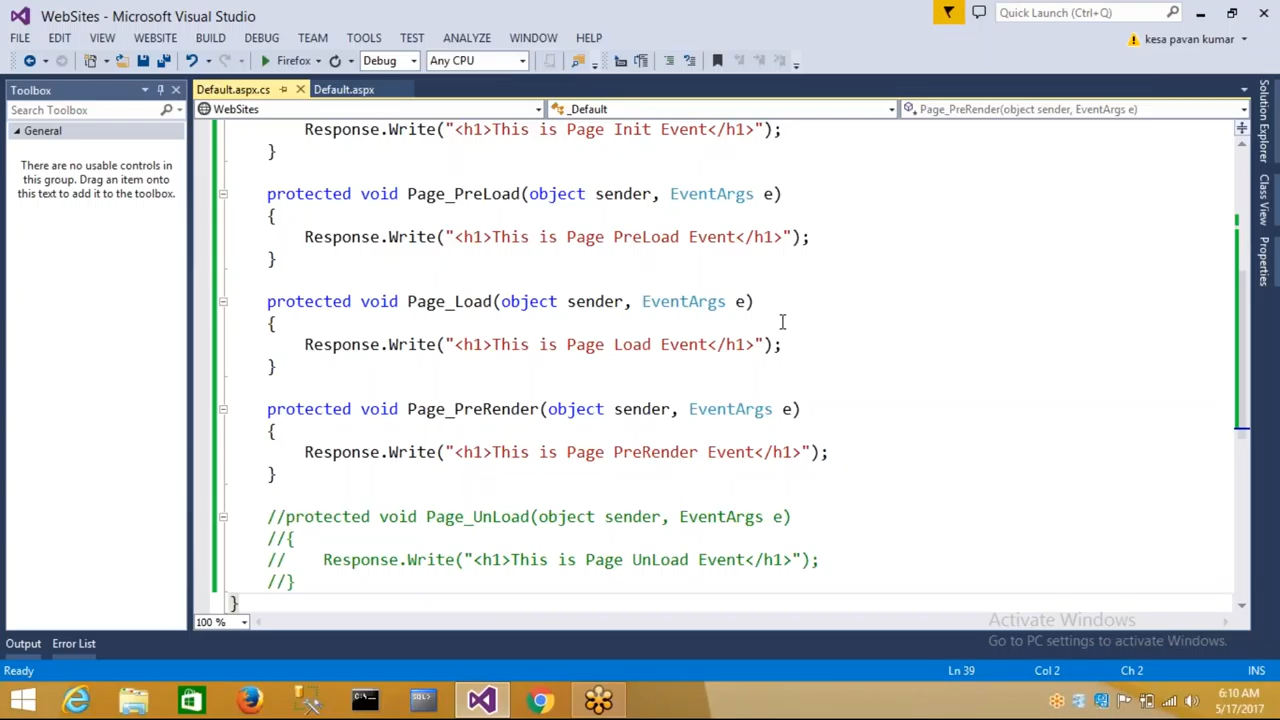 WebSites - Microsoft Visual Studio
Quick Launch (Ctrl+Q)
FILE EDIT VIEW WEBSITE BUILD DEBUG TEAM TOOLS TEST ANALYZE WINDOW HELP
kesa pavan kumar
Firefox Debug Any CPU
Toolbox
Search Toolbox
General
There are no usable controls in
this group. Drag an item onto
this text to add it to the toolbox.
Default.aspx.cs Default.aspx
WebSites _Default Page_PreRender(object sender, EventArgs e)
Response.Write("<h1>This is Page Init Event</h1>");
}
protected void Page_PreLoad(object sender, EventArgs e)
{
Response.Write("<h1>This is Page PreLoad Event</h1>");
}
protected void Page_Load(object sender, EventArgs e)
{
Response.Write("<h1>This is Page Load Event</h1>");
}
protected void Page_PreRender(object sender, EventArgs e)
{
Response.Write("<h1>This is Page PreRender Event</h1>");
}
//protected void Page_UnLoad(object sender, EventArgs e)
//{
//    Response.Write("<h1>This is Page UnLoad Event</h1>");
//}
}
100 %
Solution Explorer
Class View
Properties
Activate Windows
Go to PC settings to activate Windows.
Output Error List
Ready Ln 39 Col 2 Ch 2 INS
6:10 AM
5/17/2017